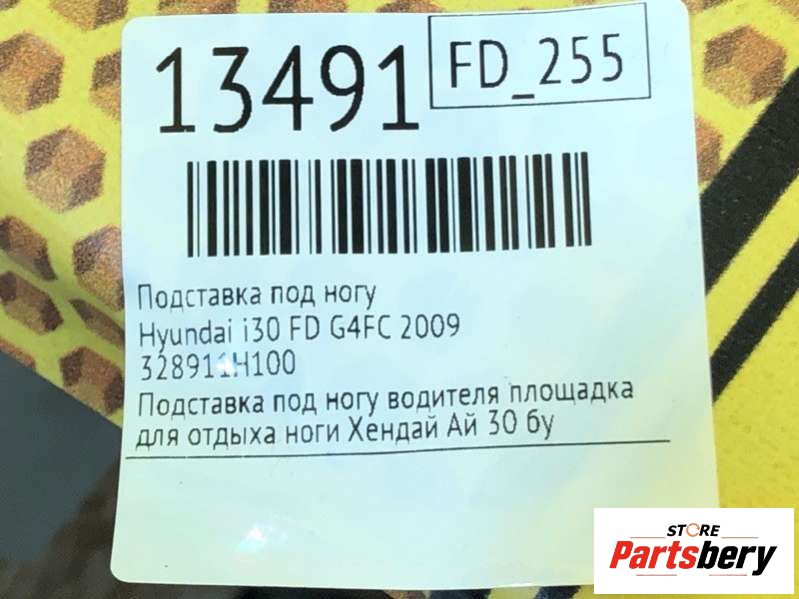 13491
FD_255
Подставка под ногу
Hyundai i30 FD G4FC 2009
328911H100
Подставка под ногу водителя площадка
для отдыха ноги Хендай Ай 30 бу
STORE
Partsbery